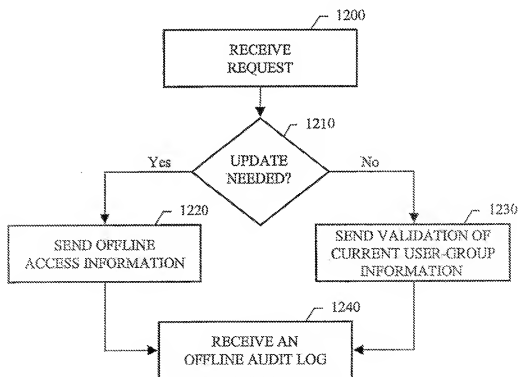 1200
RECEIVE
REQUEST
1210
UPDATE
NEEDED?
Yes
No
1220
SEND OFFLINE
ACCESS INFORMATION
1230
SEND VALIDATION OF
CURRENT USER-GROUP
INFORMATION
1240
RECEIVE AN
OFFLINE AUDIT LOG